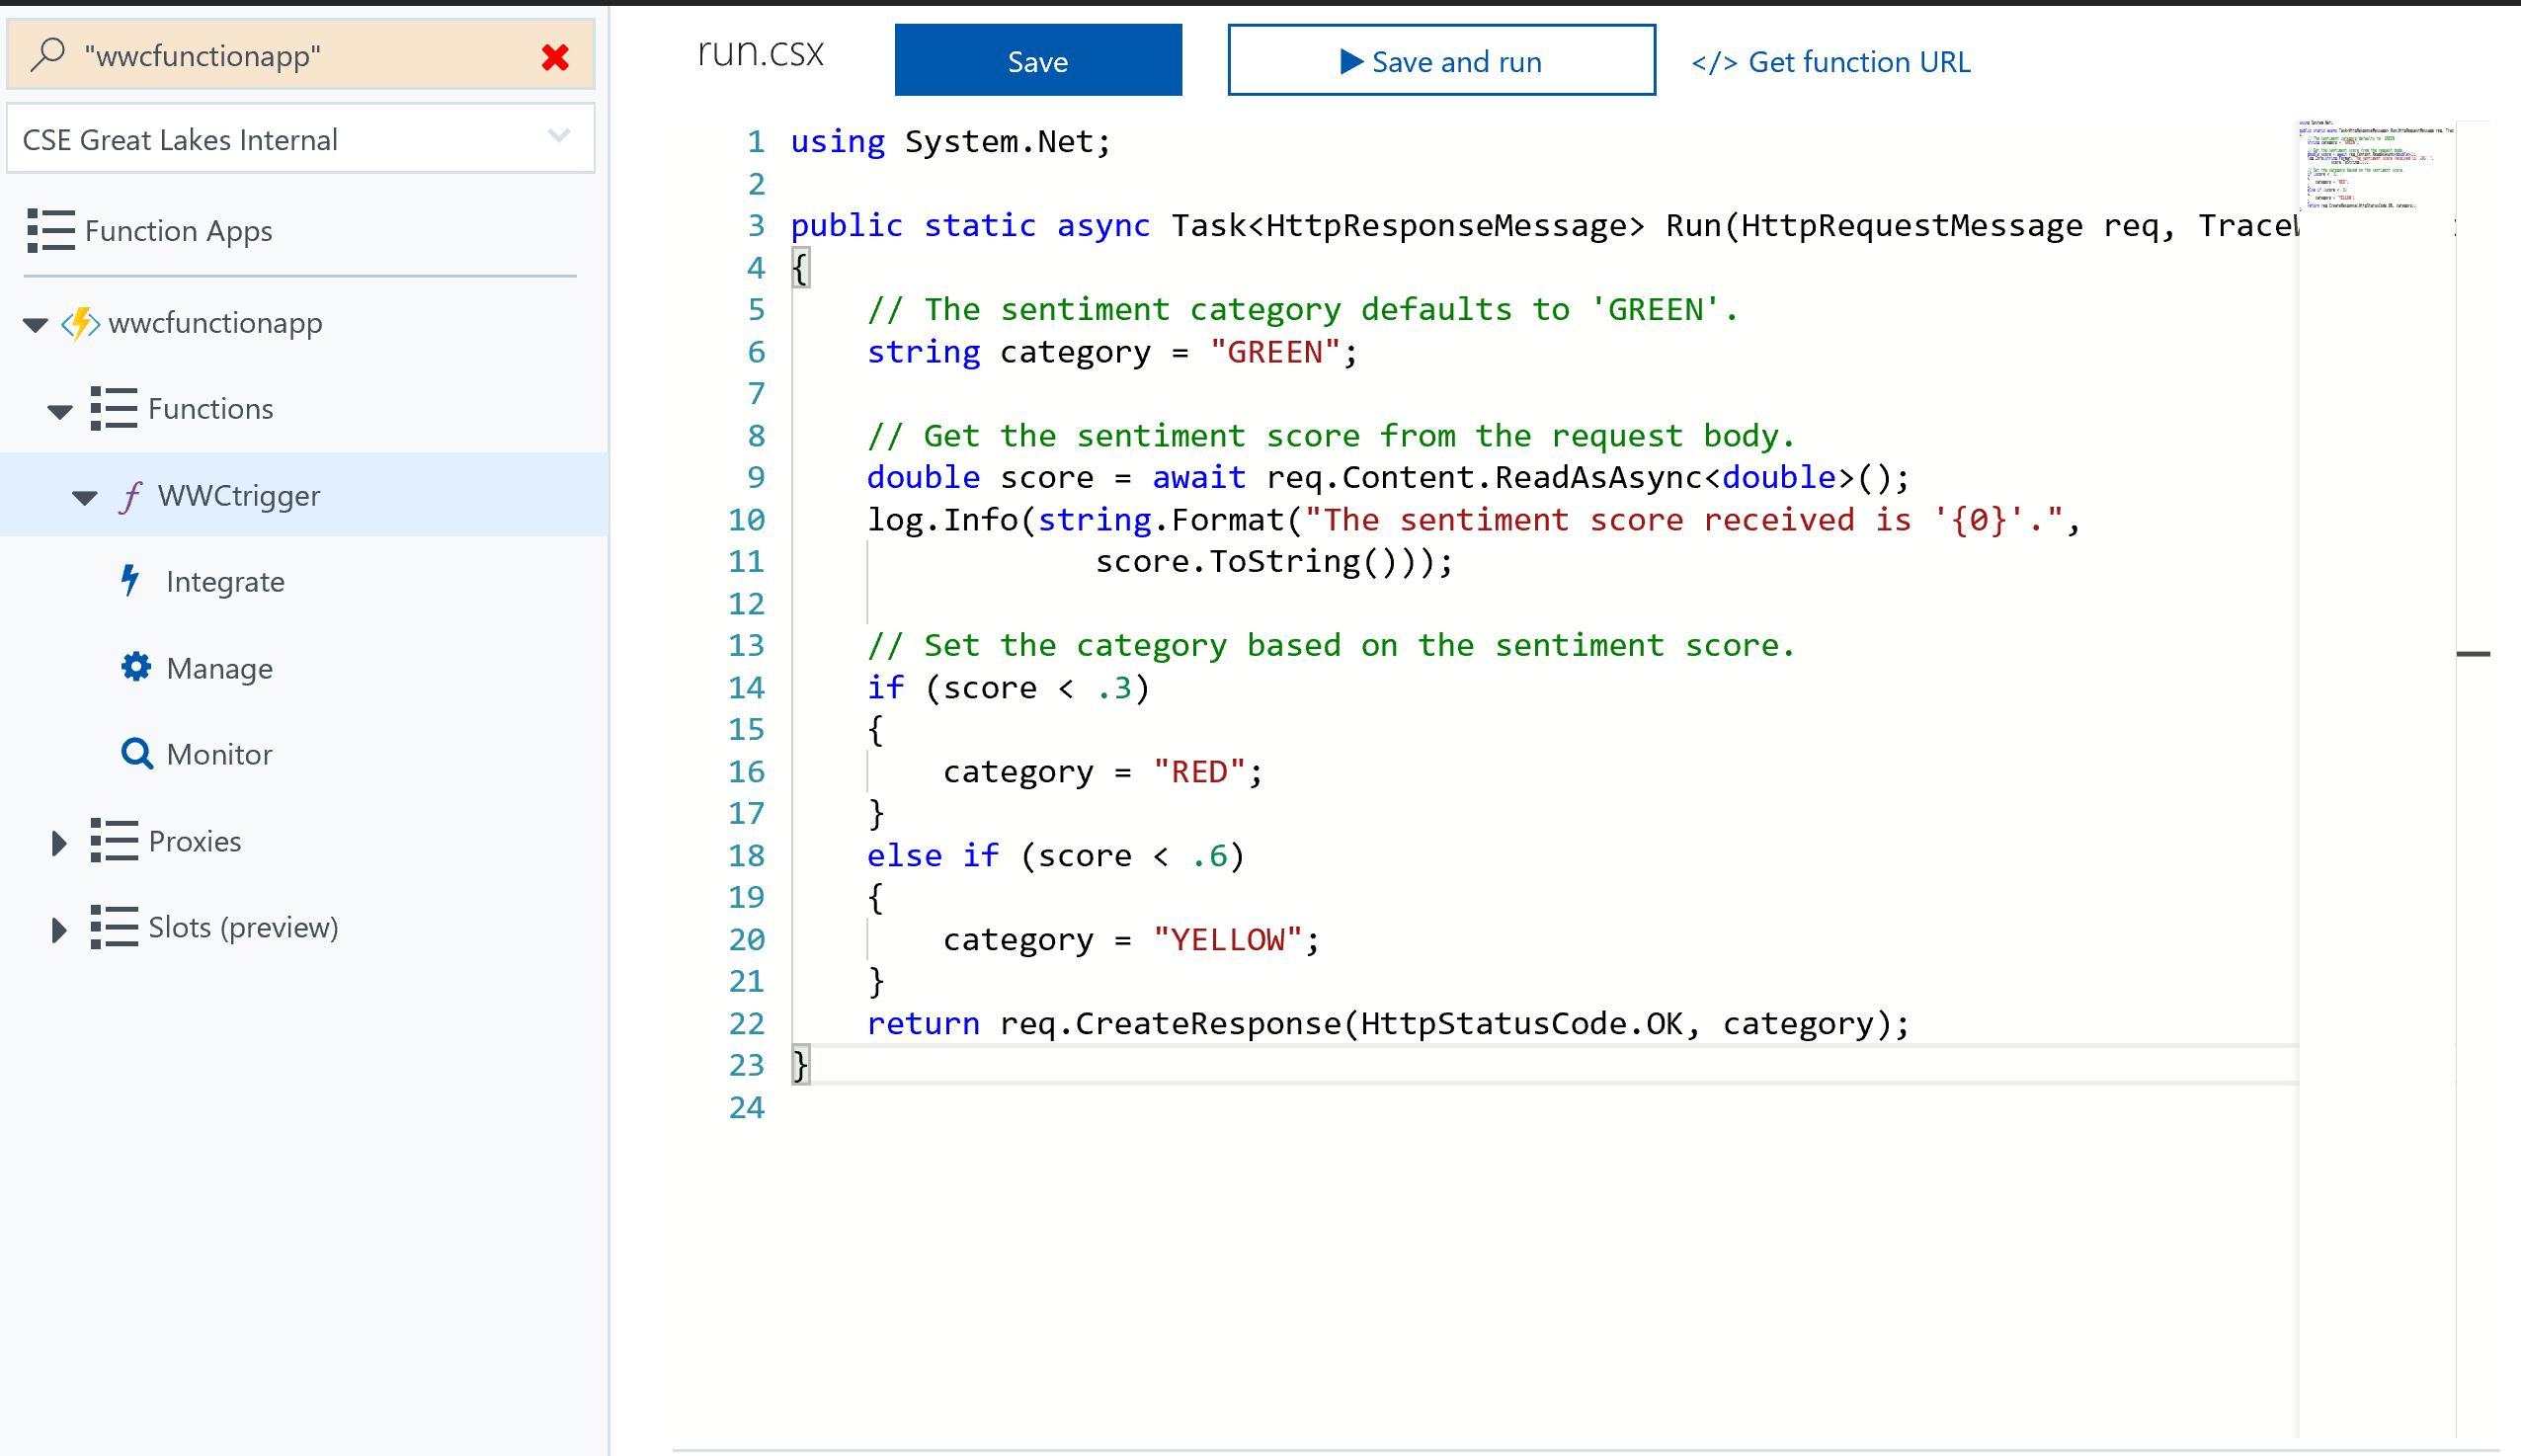 "wwcfunctionapp"
CSE Great Lakes Internal
Function Apps
wwcfunctionapp
Functions
WWCtrigger
Integrate
Manage
Monitor
Proxies
Slots (preview)
run.csx
Save
Save and run
</> Get function URL
1 using System.Net;
2
3 public static async Task<HttpResponseMessage> Run(HttpRequestMessage req, Trace
4 {
5     // The sentiment category defaults to 'GREEN'.
6     string category = "GREEN";
7
8     // Get the sentiment score from the request body.
9     double score = await req.Content.ReadAsAsync<double>();
10     log.Info(string.Format("The sentiment score received is '{0}'.",
11                 score.ToString()));
12
13     // Set the category based on the sentiment score.
14     if (score < .3)
15     {
16         category = "RED";
17     }
18     else if (score < .6)
19     {
20         category = "YELLOW";
21     }
22     return req.CreateResponse(HttpStatusCode.OK, category);
23 }
24